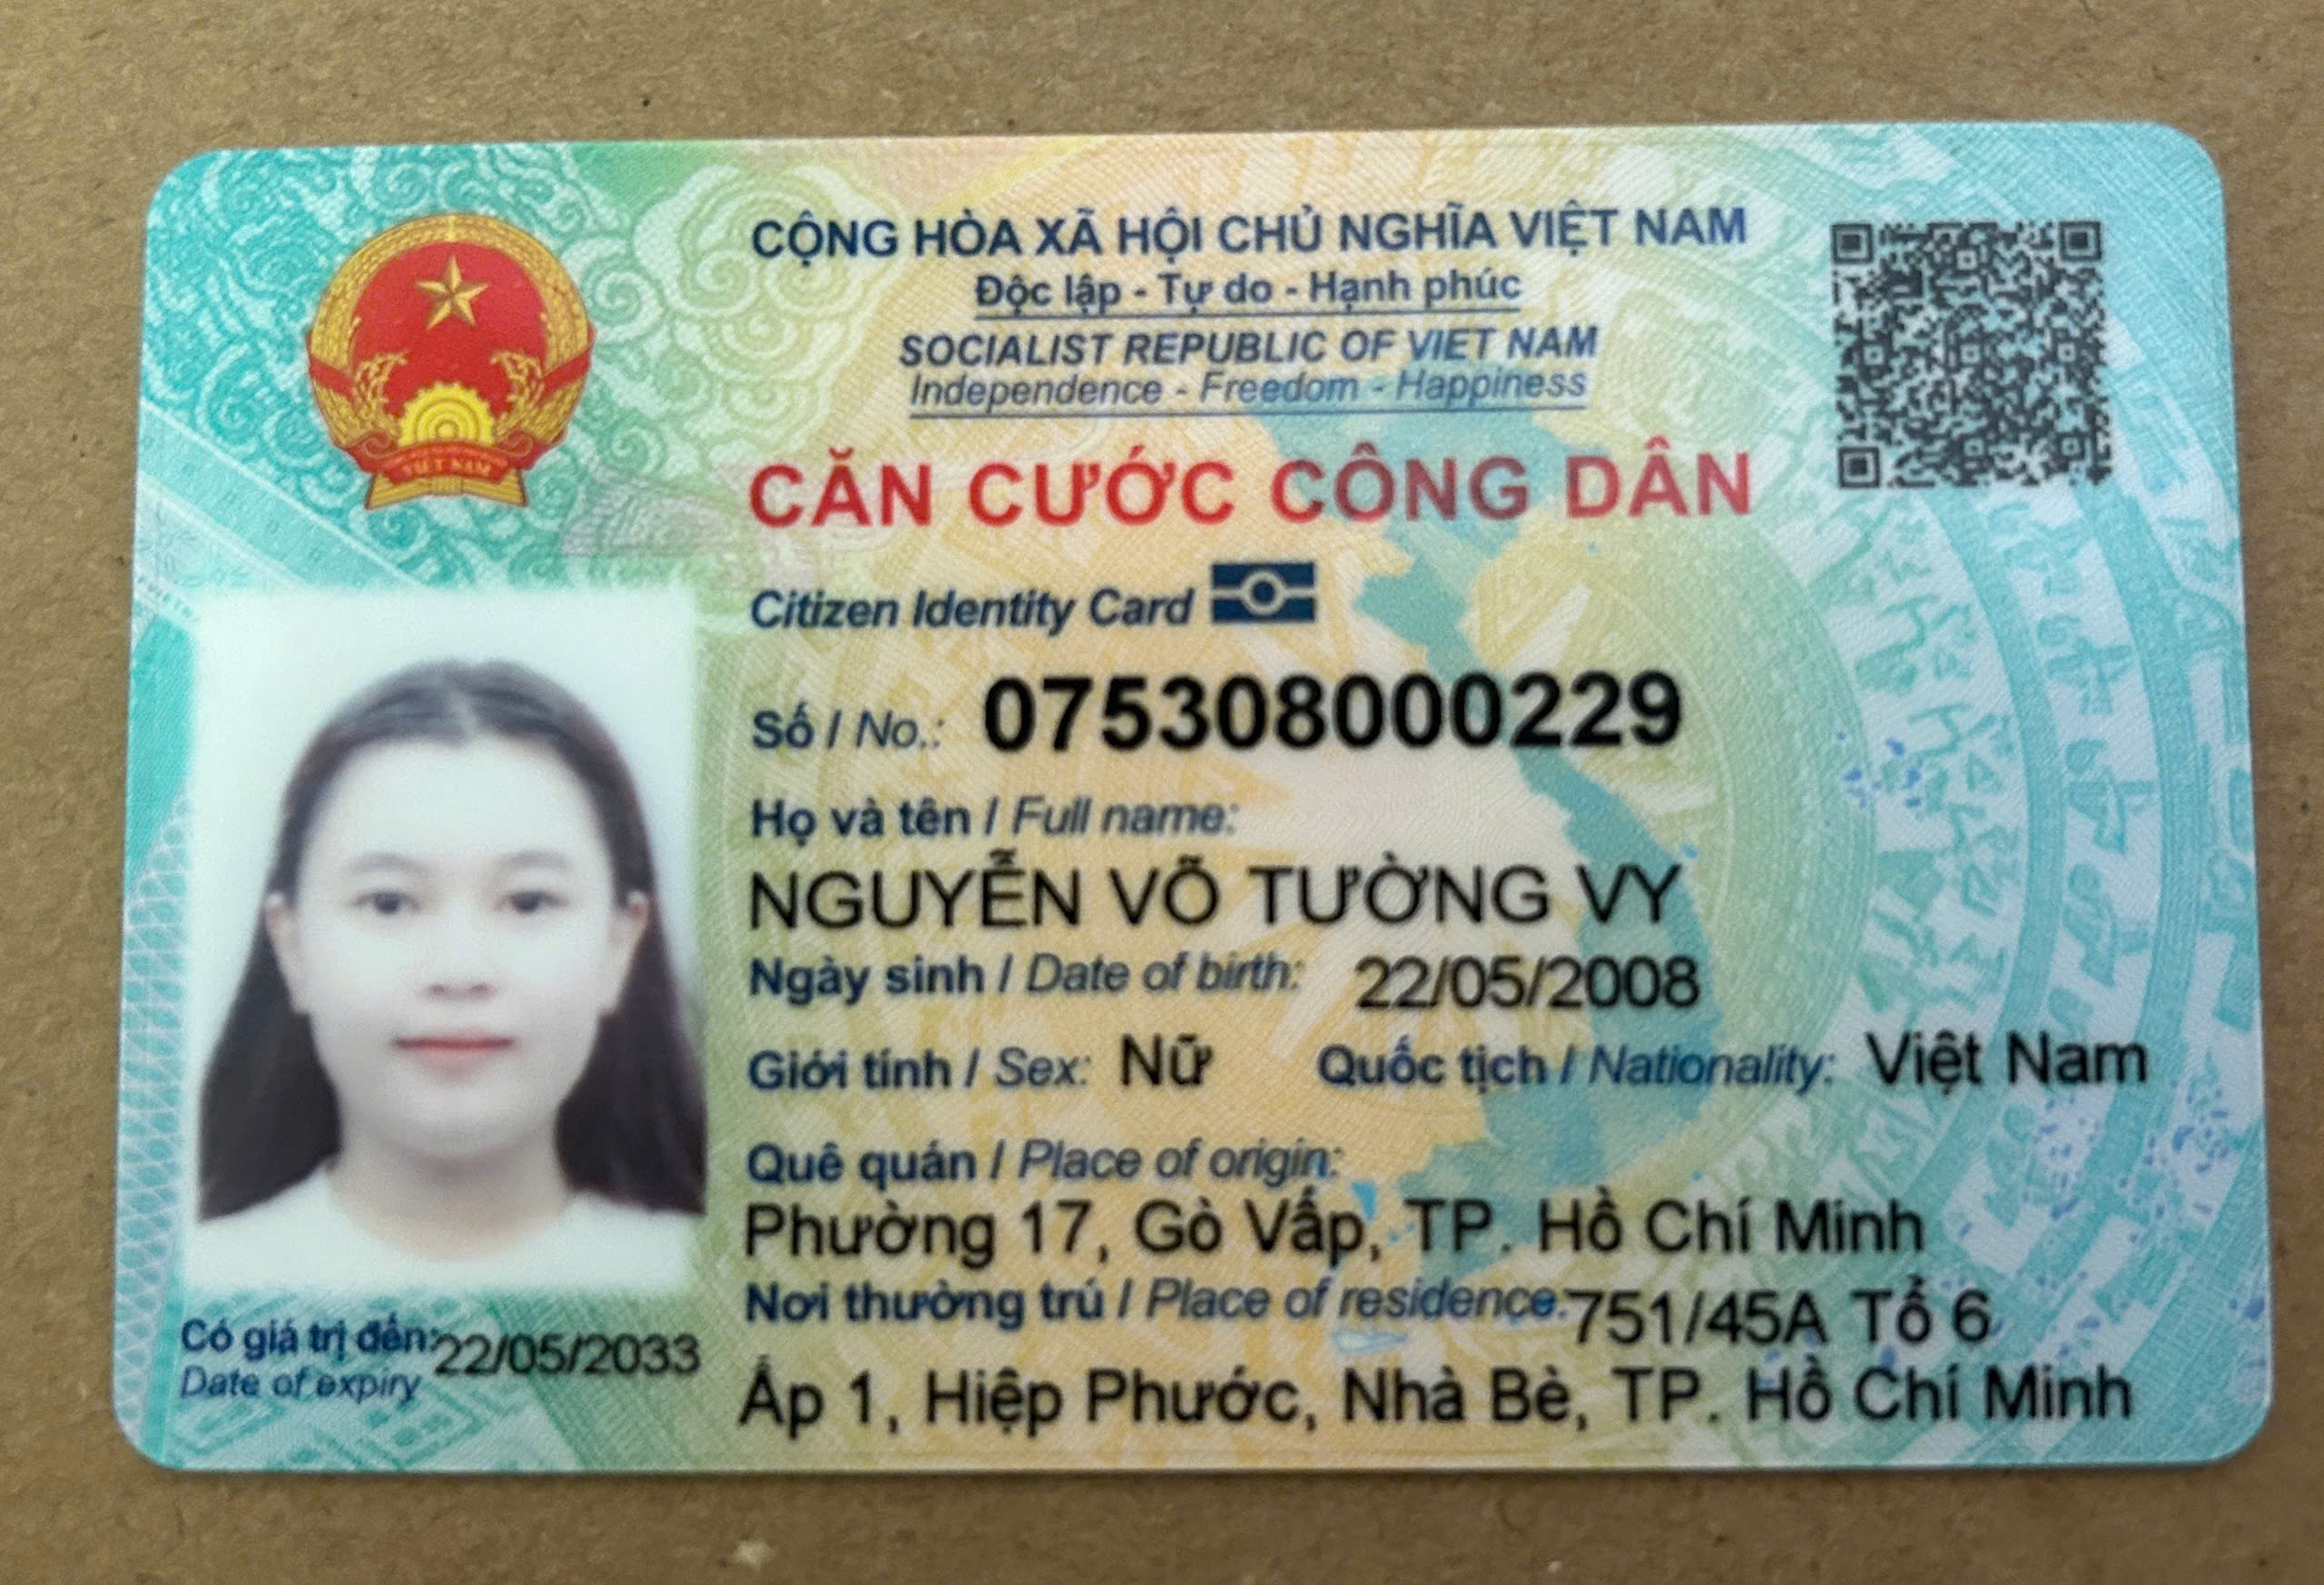 CỘNG HÒA XÃ HỘI CHỦ NGHĨA VIỆT NAM
Độc lập - Tự do - Hạnh phúc
SOCIALIST REPUBLIC OF VIET NAM
Independence - Freedom - Happiness
VIỆT NAM
CĂN CƯỚC CÔNG DÂN
Citizen Identity Card
Số / No.: 075308000229
Họ và tên / Full name:
NGUYỄN VÕ TƯỜNG VY
Ngày sinh / Date of birth: 22/05/2008
Giới tính / Sex: Nữ Quốc tịch / Nationality: Việt Nam
Quê quán / Place of origin:
Phường 17, Gò Vấp, TP. Hồ Chí Minh
Nơi thường trú / Place of residence: 751/45A Tổ 6
Ấp 1, Hiệp Phước, Nhà Bè, TP. Hồ Chí Minh
Có giá trị đến: 22/05/2033
Date of expiry